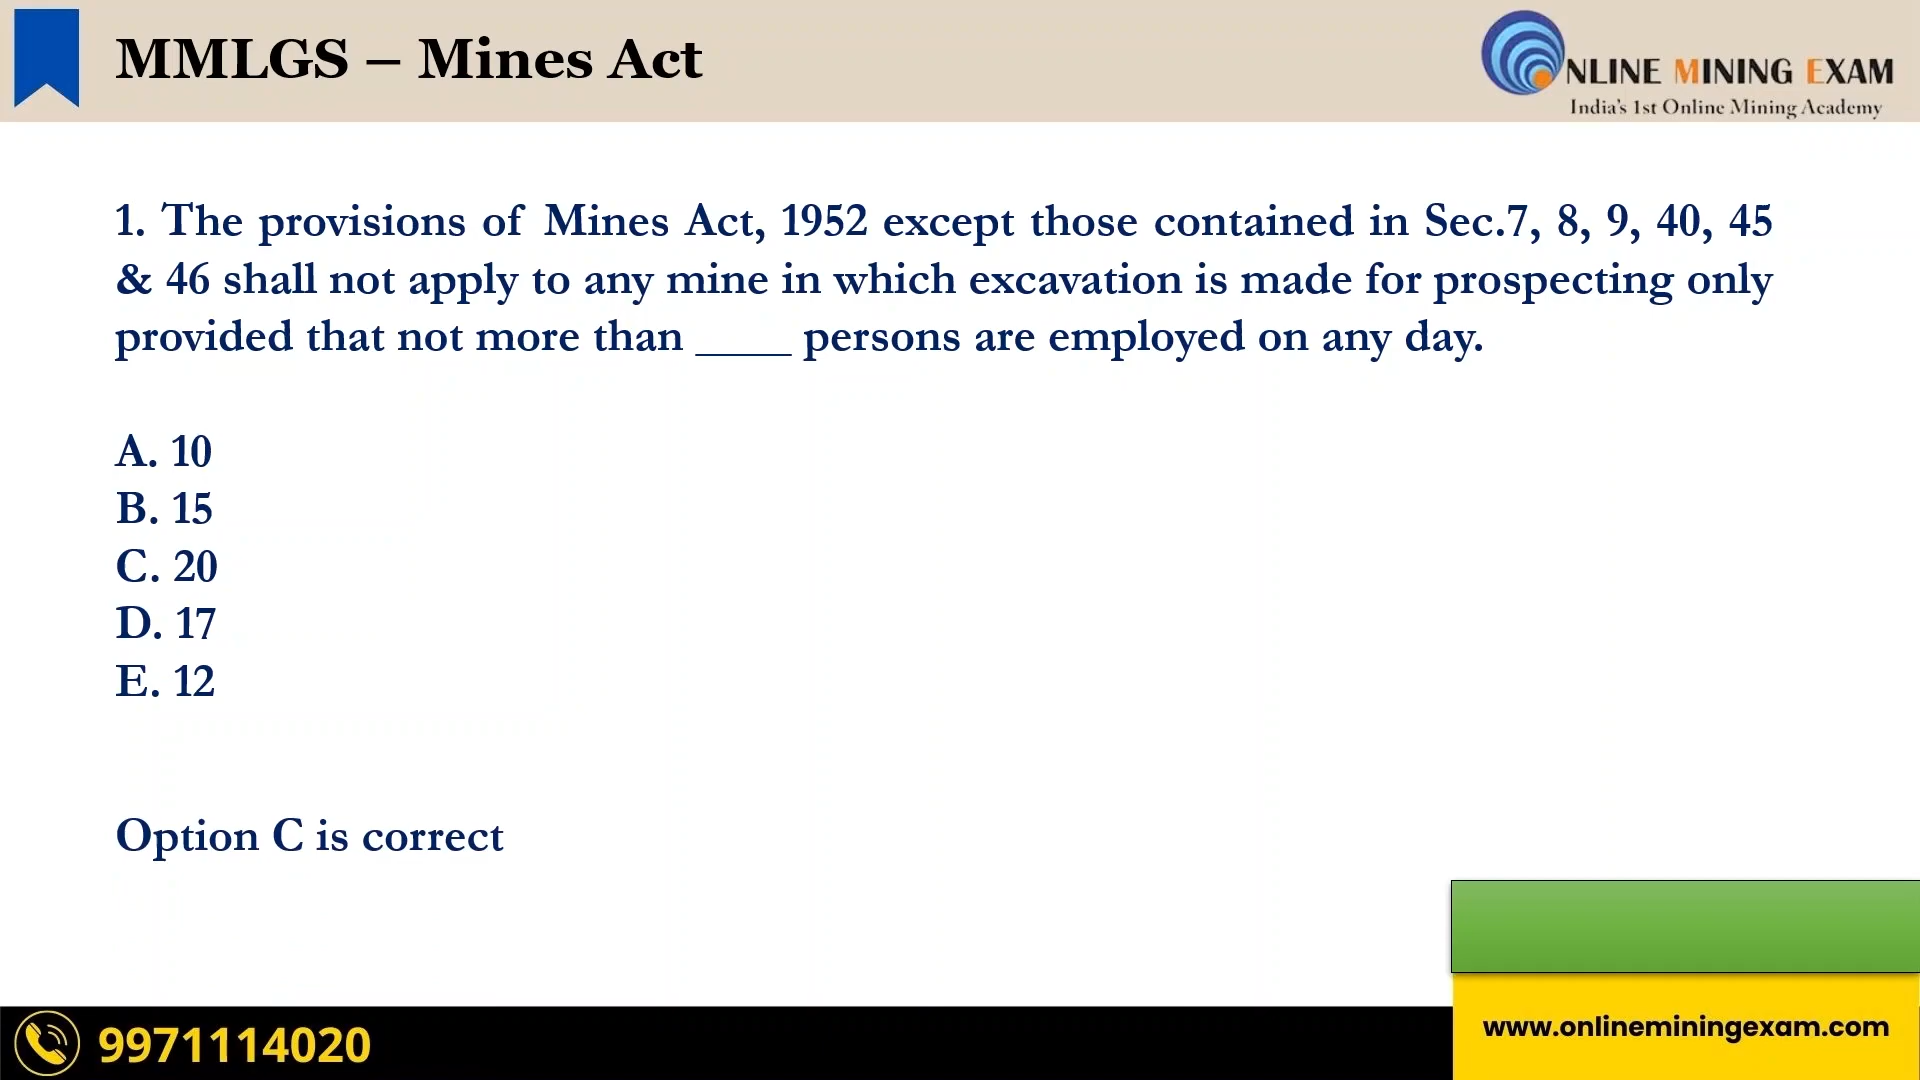 MMLGS – Mines Act
NLINE MINING EXAM
India's 1st Online Mining Academy
1. The provisions of Mines Act, 1952 except those contained in Sec.7, 8, 9, 40, 45
& 46 shall not apply to any mine in which excavation is made for prospecting only
provided that not more than ____ persons are employed on any day.
A. 10
B. 15
C. 20
D. 17
E. 12
Option C is correct
9971114020
www.onlineminingexam.com